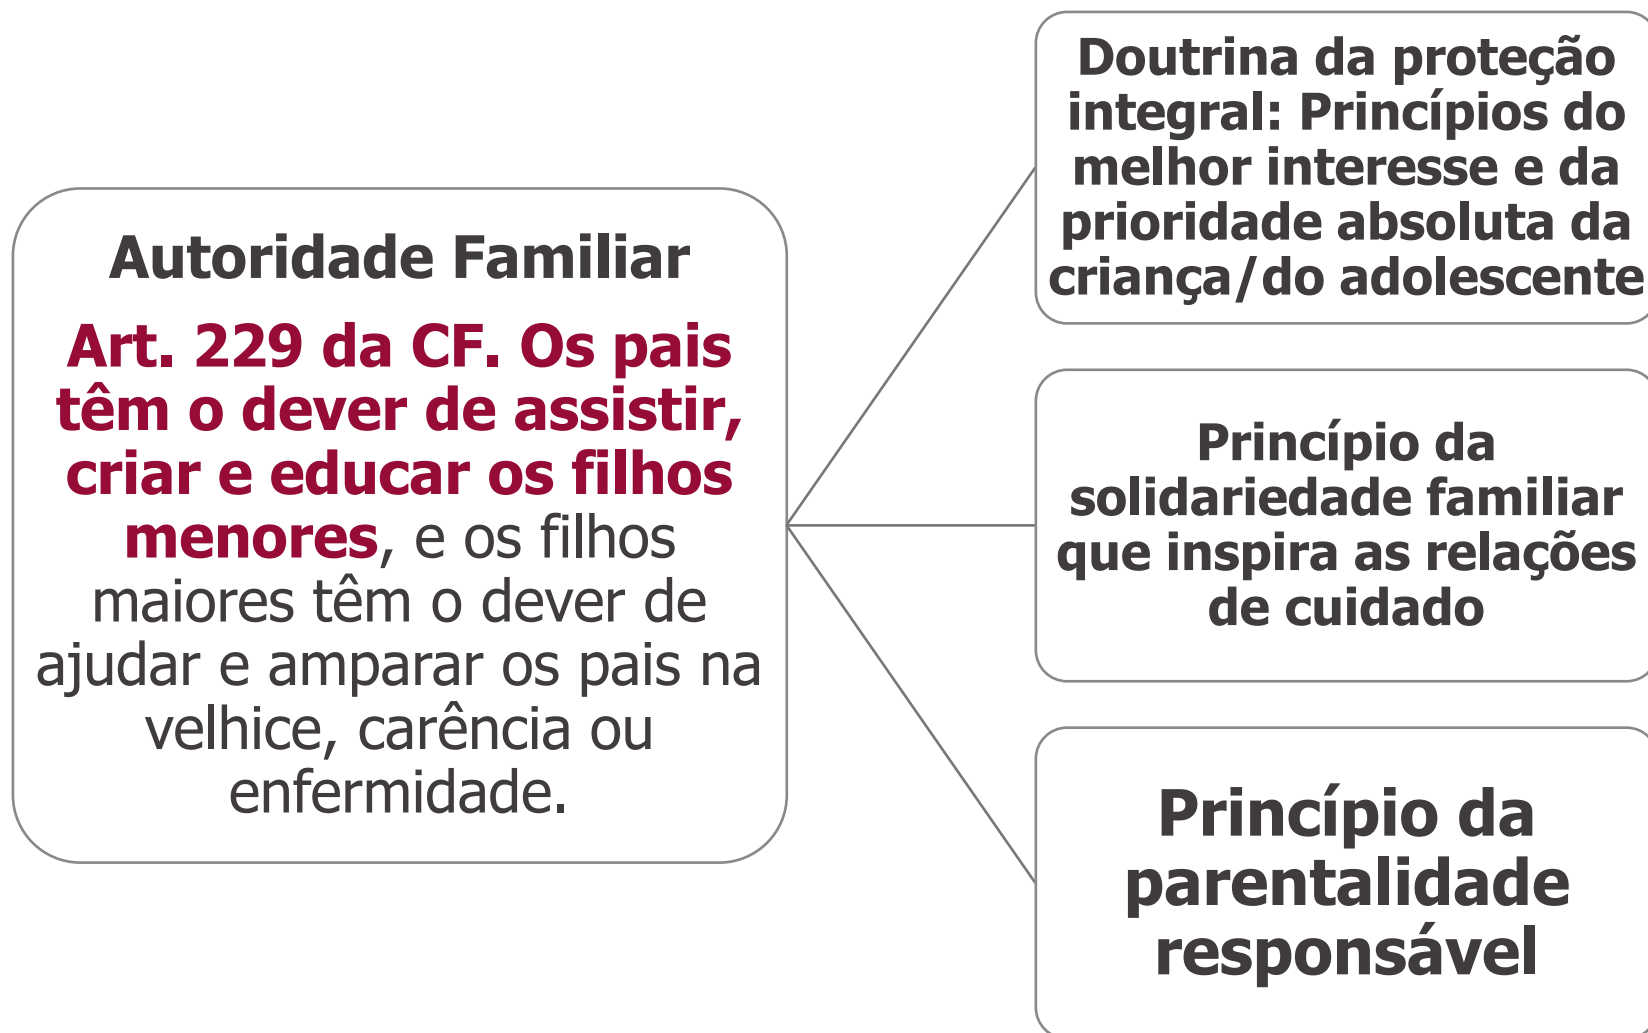 Autoridade Familiar
Art. 229 da CF. Os pais
têm o dever de assistir,
criar e educar os filhos
menores, e os filhos
maiores têm o dever de
ajudar e amparar os pais na
velhice, carência ou
enfermidade.
Doutrina da proteção
integral: Princípios do
melhor interesse e da
prioridade absoluta da
criança/do adolescente
Princípio da
solidariedade familiar
que inspira as relações
de cuidado
Princípio da
parentalidade
responsável